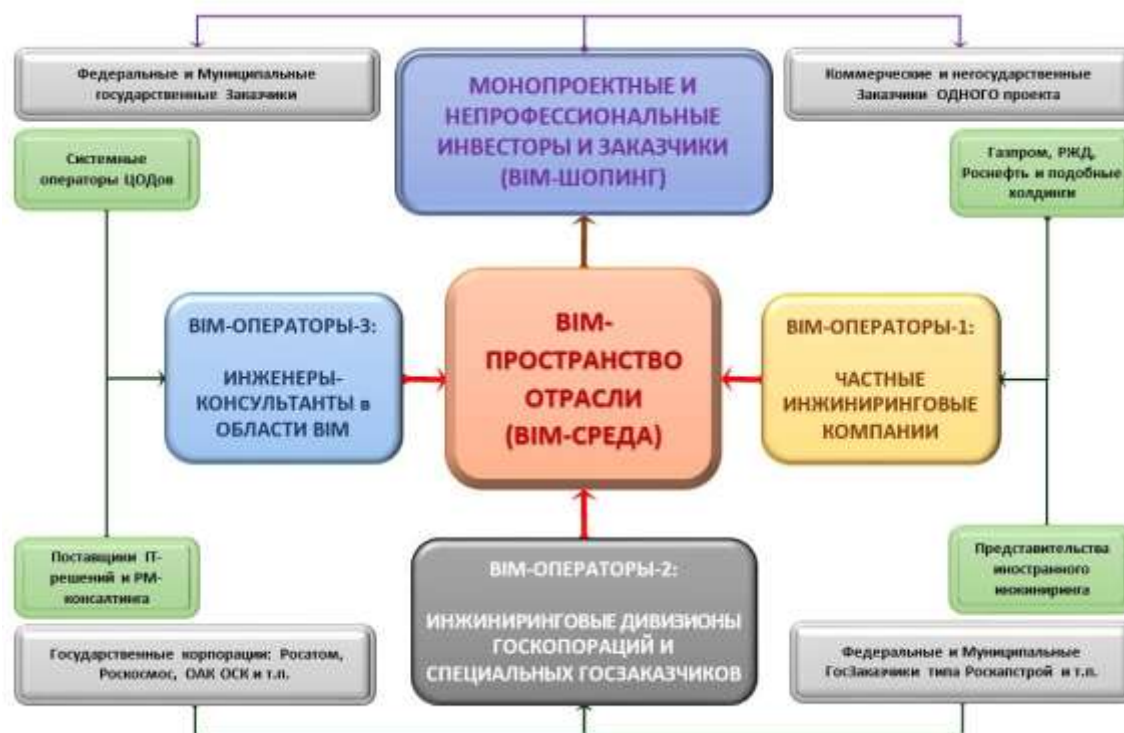 Федеральные и Муниципальные
государственные Заказчики
МОНОПРОЕКТНЫЕ И
НЕПРОФЕССИОНАЛЬНЫЕ
ИНВЕСТОРЫ И ЗАКАЗЧИКИ
(BIM-ШОПИНГ)
Коммерческие и негосударственные
Заказчики ОДНОГО проекта
Системные
операторы ЦОДов
Газпром, РЖД,
Роснефть и подобные
холдинги
BIM-ОПЕРАТОРЫ-3:
ИНЖЕНЕРЫ-
КОНСУЛЬТАНТЫ в
ОБЛАСТИ BIM
BIM-
ПРОСТРАНСТВО
ОТРАСЛИ
(BIM-СРЕДА)
BIM-ОПЕРАТОРЫ-1:
ЧАСТНЫЕ
ИНЖИНИРИНГОВЫЕ
КОМПАНИИ
Поставщики IT-
решений и PM-
консалтинга
BIM-ОПЕРАТОРЫ-2:
ИНЖИНИРИНГОВЫЕ ДИВИЗИОНЫ
ГОСКОПОРАЦИЙ И
СПЕЦИАЛЬНЫХ ГОСЗАКАЗЧИКОВ
Представительства
иностранного
инжиниринга
Государственные корпорации: Росатом,
Роскосмос, ОАК ОСК и т.п.
Федеральные и Муниципальные
ГосЗаказчики типа Роскапстрой и т.п.